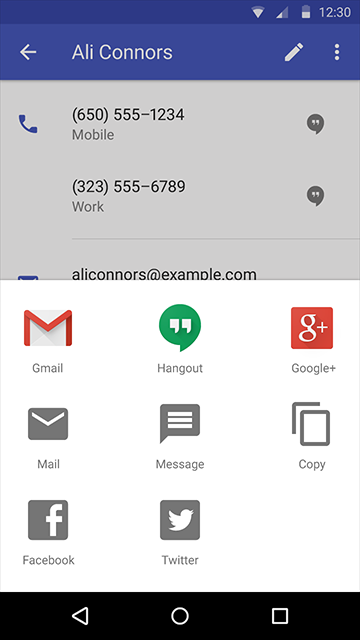 12:30
Ali Connors
(650) 555–1234
Mobile
(323) 555–6789
Work
aliconnors@example.com
Gmail
Hangout
Google+
Mail
Message
Copy
Facebook
Twitter